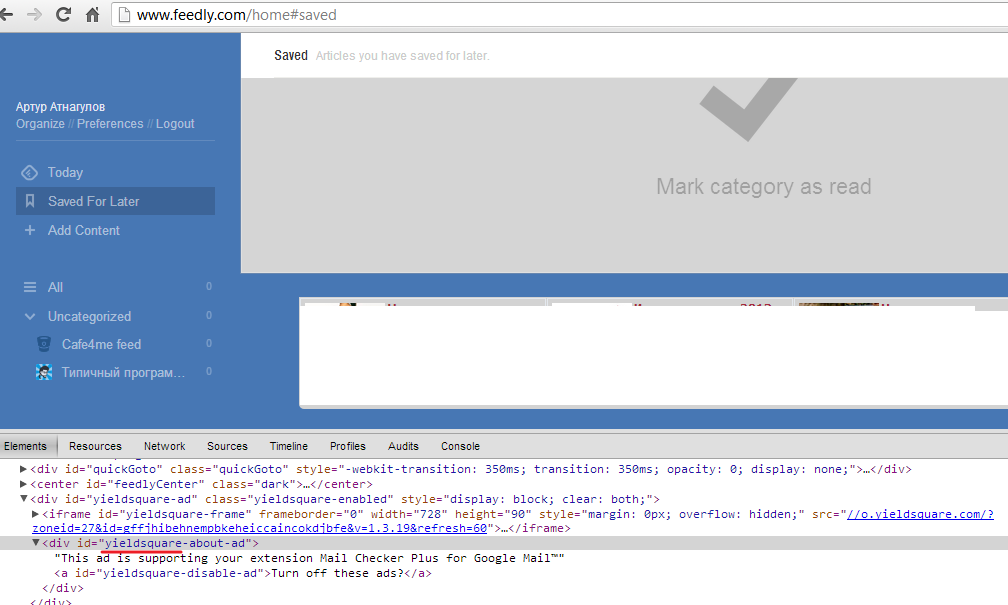 www.feedly.com/home#saved
Saved Articles you have saved for later.
Артур Атнагулов
Organize // Preferences // Logout
Today
Saved For Later
Add Content
Mark category as read
All 0
Uncategorized 0
Cafe4me feed 0
Типичный програм... 0
Elements Resources Network Sources Timeline Profiles Audits Console
▶<div id="quickGoto" class="quickGoto" style="-webkit-transition: 350ms; transition: 350ms; opacity: 0; display: none;">…</div>
▶<center id="feedlyCenter" class="dark">…</center>
▼<div id="yieldsquare-ad" class="yieldsquare-enabled" style="display: block; clear: both;">
▶<iframe id="yieldsquare-frame" frameborder="0" width="728" height="90" style="margin: 0px; overflow: hidden;" src="//o.yieldsquare.com/?
zoneid=27&id=gffjhibehnempbkeheiccaincokdjbfe&v=1.3.19&refresh=60">…</iframe>
▼<div id="yieldsquare-about-ad">
"This ad is supporting your extension Mail Checker Plus for Google Mail™"
<a id="yieldsquare-disable-ad">Turn off these ads?</a>
</div>
</div>